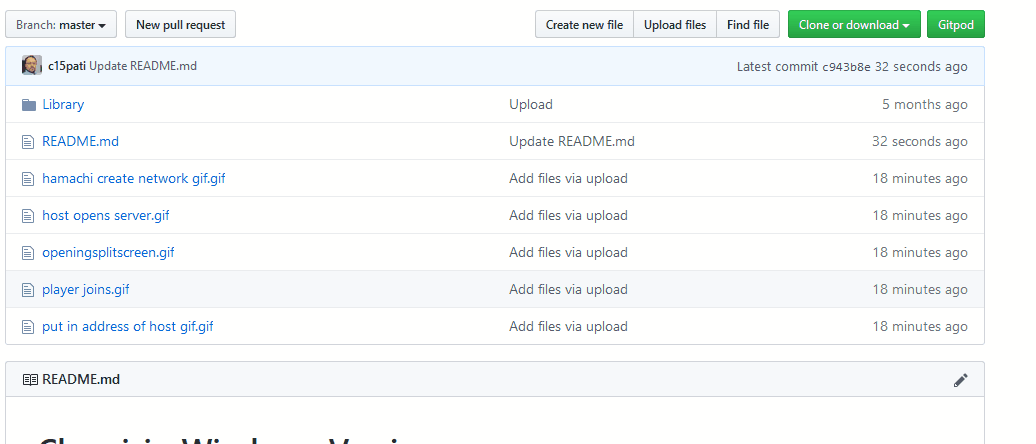 Branch: master New pull request Create new file Upload files Find file Clone or download Gitpod
c15pati Update README.md Latest commit c943b8e 32 seconds ago
Library Upload 5 months ago
README.md Update README.md 32 seconds ago
hamachi create network gif.gif Add files via upload 18 minutes ago
host opens server.gif Add files via upload 18 minutes ago
openingsplitscreen.gif Add files via upload 18 minutes ago
player joins.gif Add files via upload 18 minutes ago
put in address of host gif.gif Add files via upload 18 minutes ago
README.md